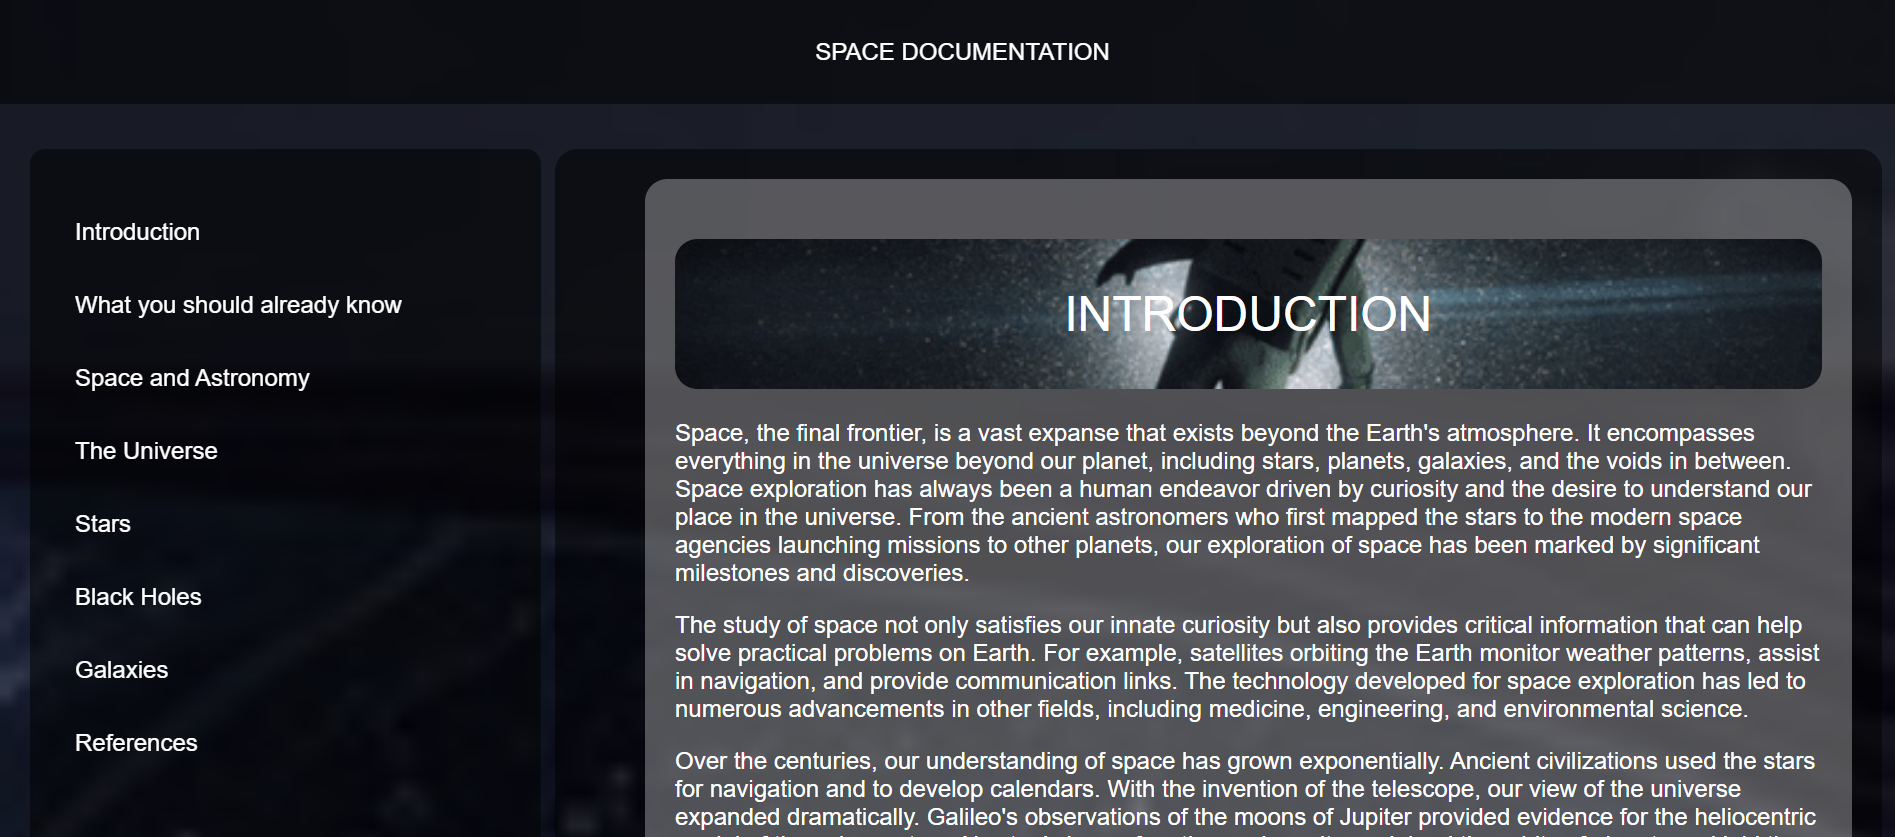 SPACE DOCUMENTATION
Introduction
What you should already know
Space and Astronomy
The Universe
Stars
Black Holes
Galaxies
References
INTRODUCTION
Space, the final frontier, is a vast expanse that exists beyond the Earth's atmosphere. It encompasses
everything in the universe beyond our planet, including stars, planets, galaxies, and the voids in between.
Space exploration has always been a human endeavor driven by curiosity and the desire to understand our
place in the universe. From the ancient astronomers who first mapped the stars to the modern space
agencies launching missions to other planets, our exploration of space has been marked by significant
milestones and discoveries.
The study of space not only satisfies our innate curiosity but also provides critical information that can help
solve practical problems on Earth. For example, satellites orbiting the Earth monitor weather patterns, assist
in navigation, and provide communication links. The technology developed for space exploration has led to
numerous advancements in other fields, including medicine, engineering, and environmental science.
Over the centuries, our understanding of space has grown exponentially. Ancient civilizations used the stars
for navigation and to develop calendars. With the invention of the telescope, our view of the universe
expanded dramatically. Galileo's observations of the moons of Jupiter provided evidence for the heliocentric